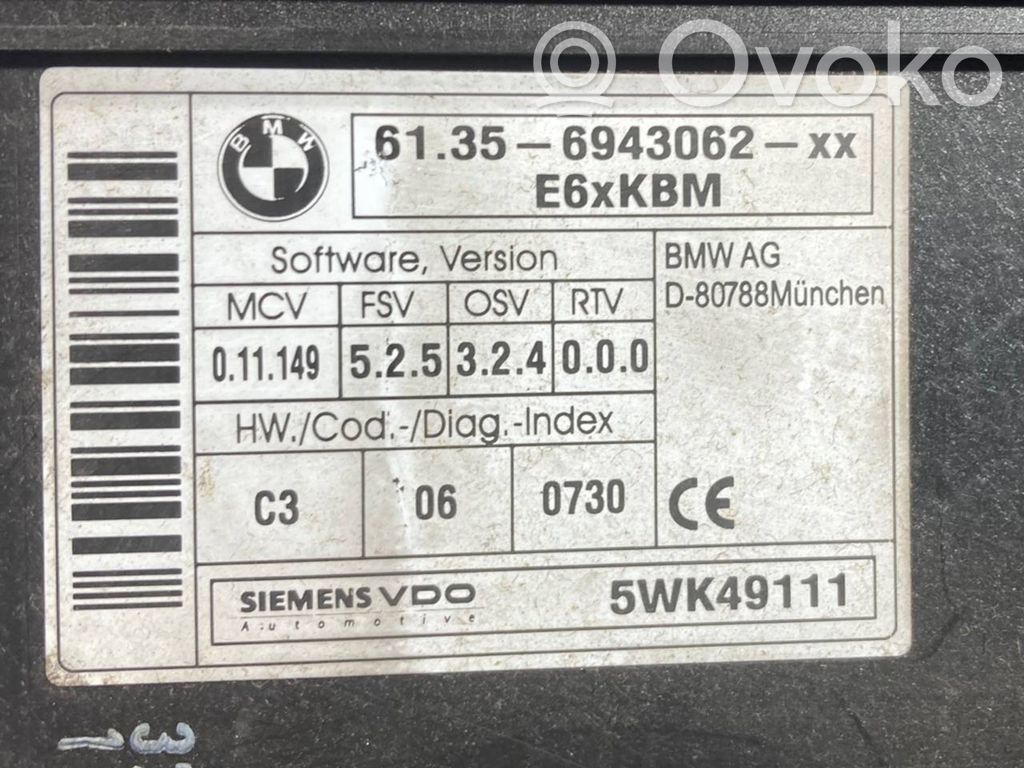 Ovoko
BMW
61.35-6943062-xx
E6xKBM
Software, Version
MCV FSV OSV RTV
0.11.149 5.2.5 3.2.4 0.0.0
HW./Cod.-/Diag.-Index
C3 06 0730
BMW AG
D-80788München
CE
SIEMENS VDO
Automotive
5WK49111